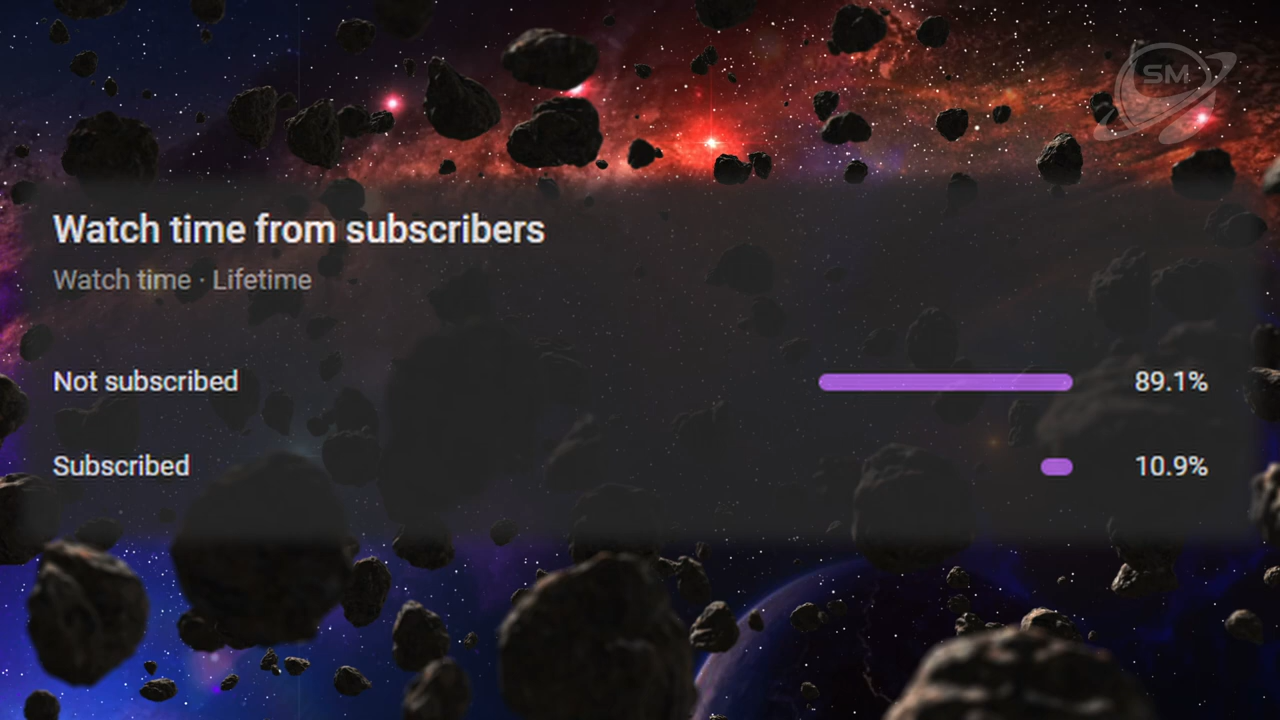 SM
Watch time from subscribers
Watch time · Lifetime
Not subscribed 89.1%
Subscribed 10.9%